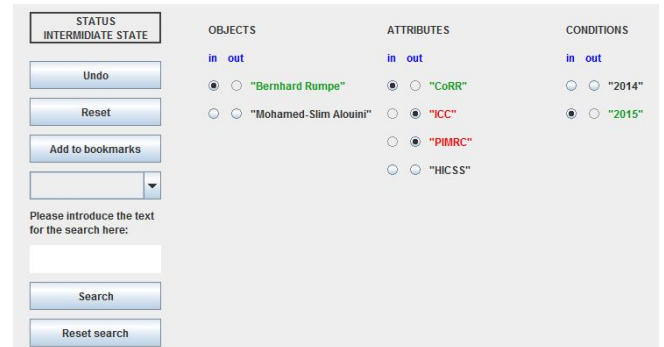 STATUS
INTERMIDIATE STATE
Undo
Reset
Add to bookmarks
Please introduce the text
for the search here:
Search
Reset search
OBJECTS
in out
"Bernhard Rumpe"
"Mohamed-Slim Alouini"
ATTRIBUTES
in out
"CoRR"
"ICC"
"PIMRC"
"HICSS"
CONDITIONS
in out
"2014"
"2015"